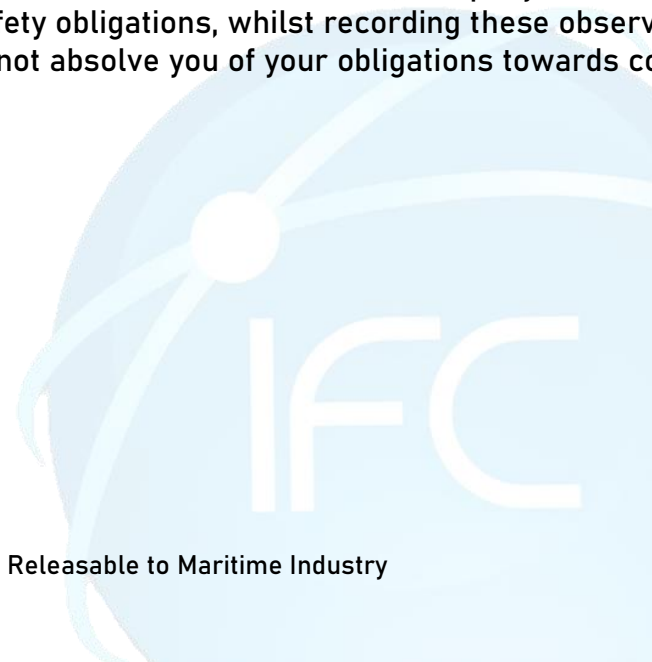 fety obligations, whilst recording these observ
not absolve you of your obligations towards co
IFC
Releasable to Maritime Industry